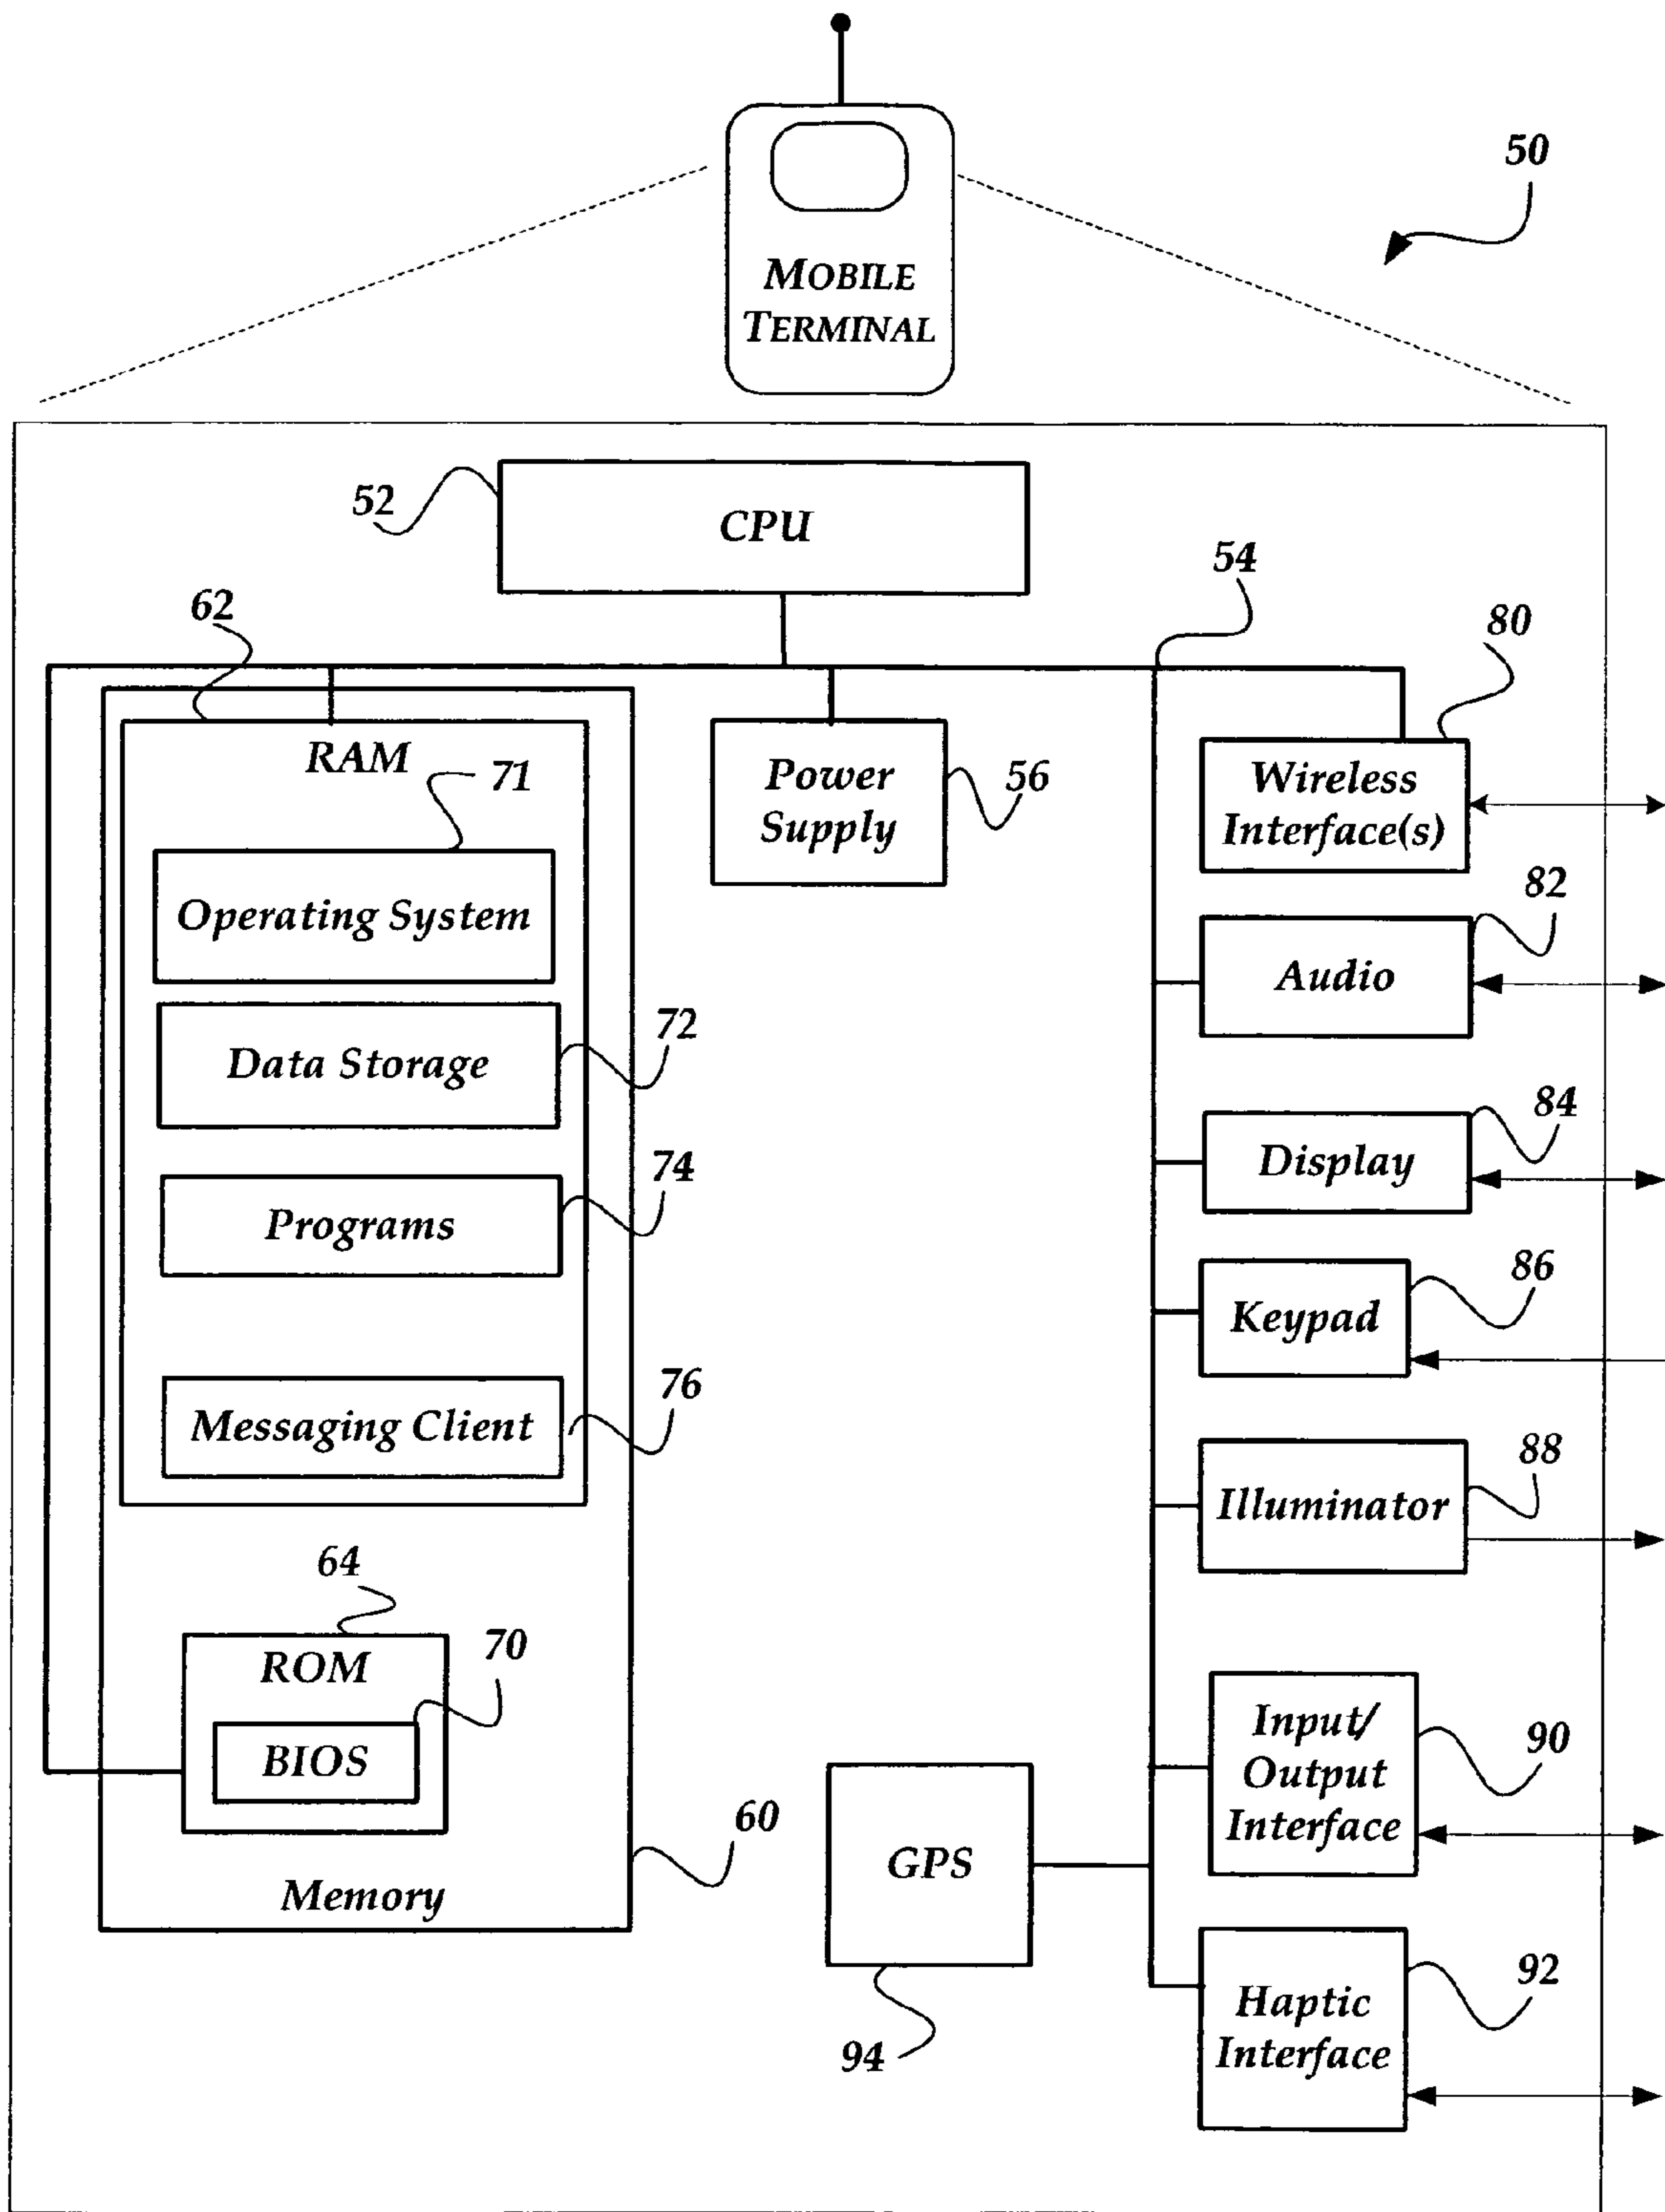 50
MOBILE
TERMINAL
52
CPU
54
62
80
RAM
71
Power
Supply
56
Wireless
Interface(s)
82
Operating System
Audio
72
Data Storage
84
Display
74
Programs
86
Keypad
76
Messaging Client
88
Illuminator
64
ROM
70
BIOS
Input/
Output
Interface
90
60
GPS
Memory
92
Haptic
Interface
94